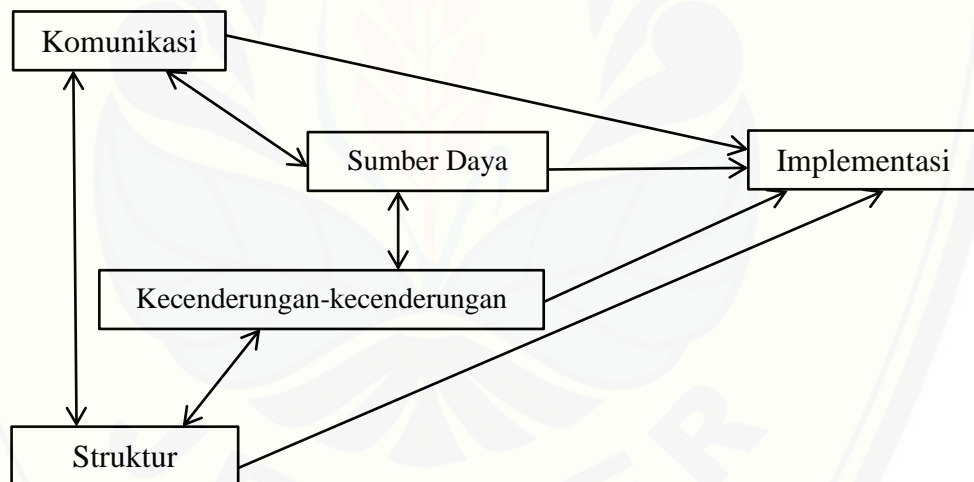 Komunikasi
Sumber Daya
Implementasi
Kecenderungan-kecenderungan
Struktur